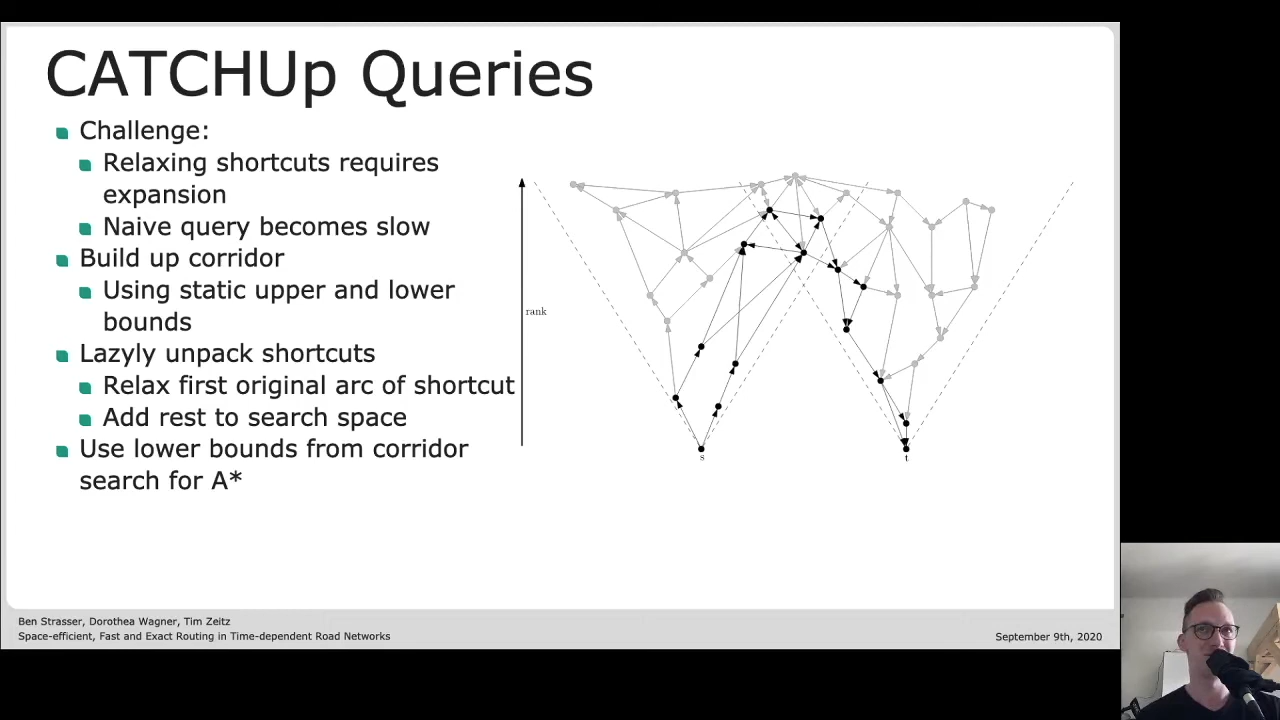 CATCHUp Queries
Challenge:
Relaxing shortcuts requires
expansion
Naive query becomes slow
Build up corridor
Using static upper and lower
bounds
Lazyly unpack shortcuts
Relax first original arc of shortcut
Add rest to search space
Use lower bounds from corridor
search for A*
rank
s
t
Ben Strasser, Dorothea Wagner, Tim Zeitz
Space-efficient, Fast and Exact Routing in Time-dependent Road Networks
September 9th, 2020